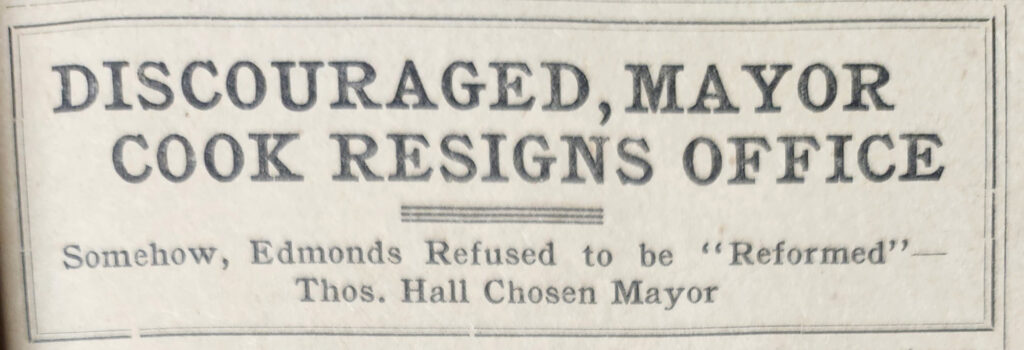 DISCOURAGED, MAYOR
COOK RESIGNS OFFICE
Somehow, Edmonds Refused to be "Reformed"—
Thos. Hall Chosen Mayor